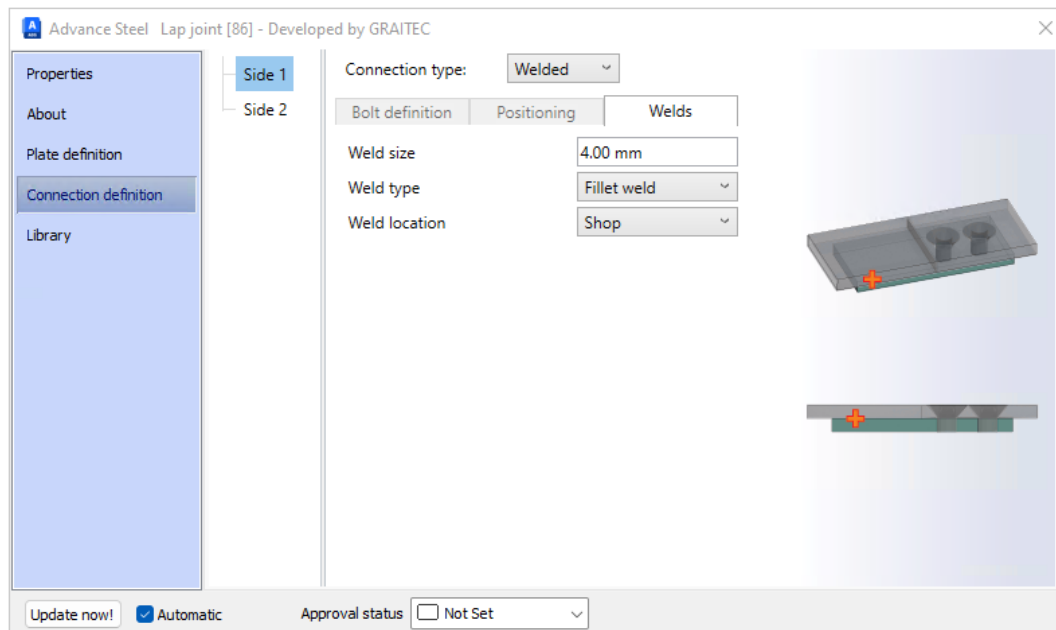 Advance Steel   Lap joint [86] - Developed by GRAITEC
Properties
About
Plate definition
Connection definition
Library
Side 1
Side 2
Connection type: Welded
Bolt definition Positioning Welds
Weld size 4.00 mm
Weld type Fillet weld
Weld location Shop
Update now! Automatic Approval status Not Set